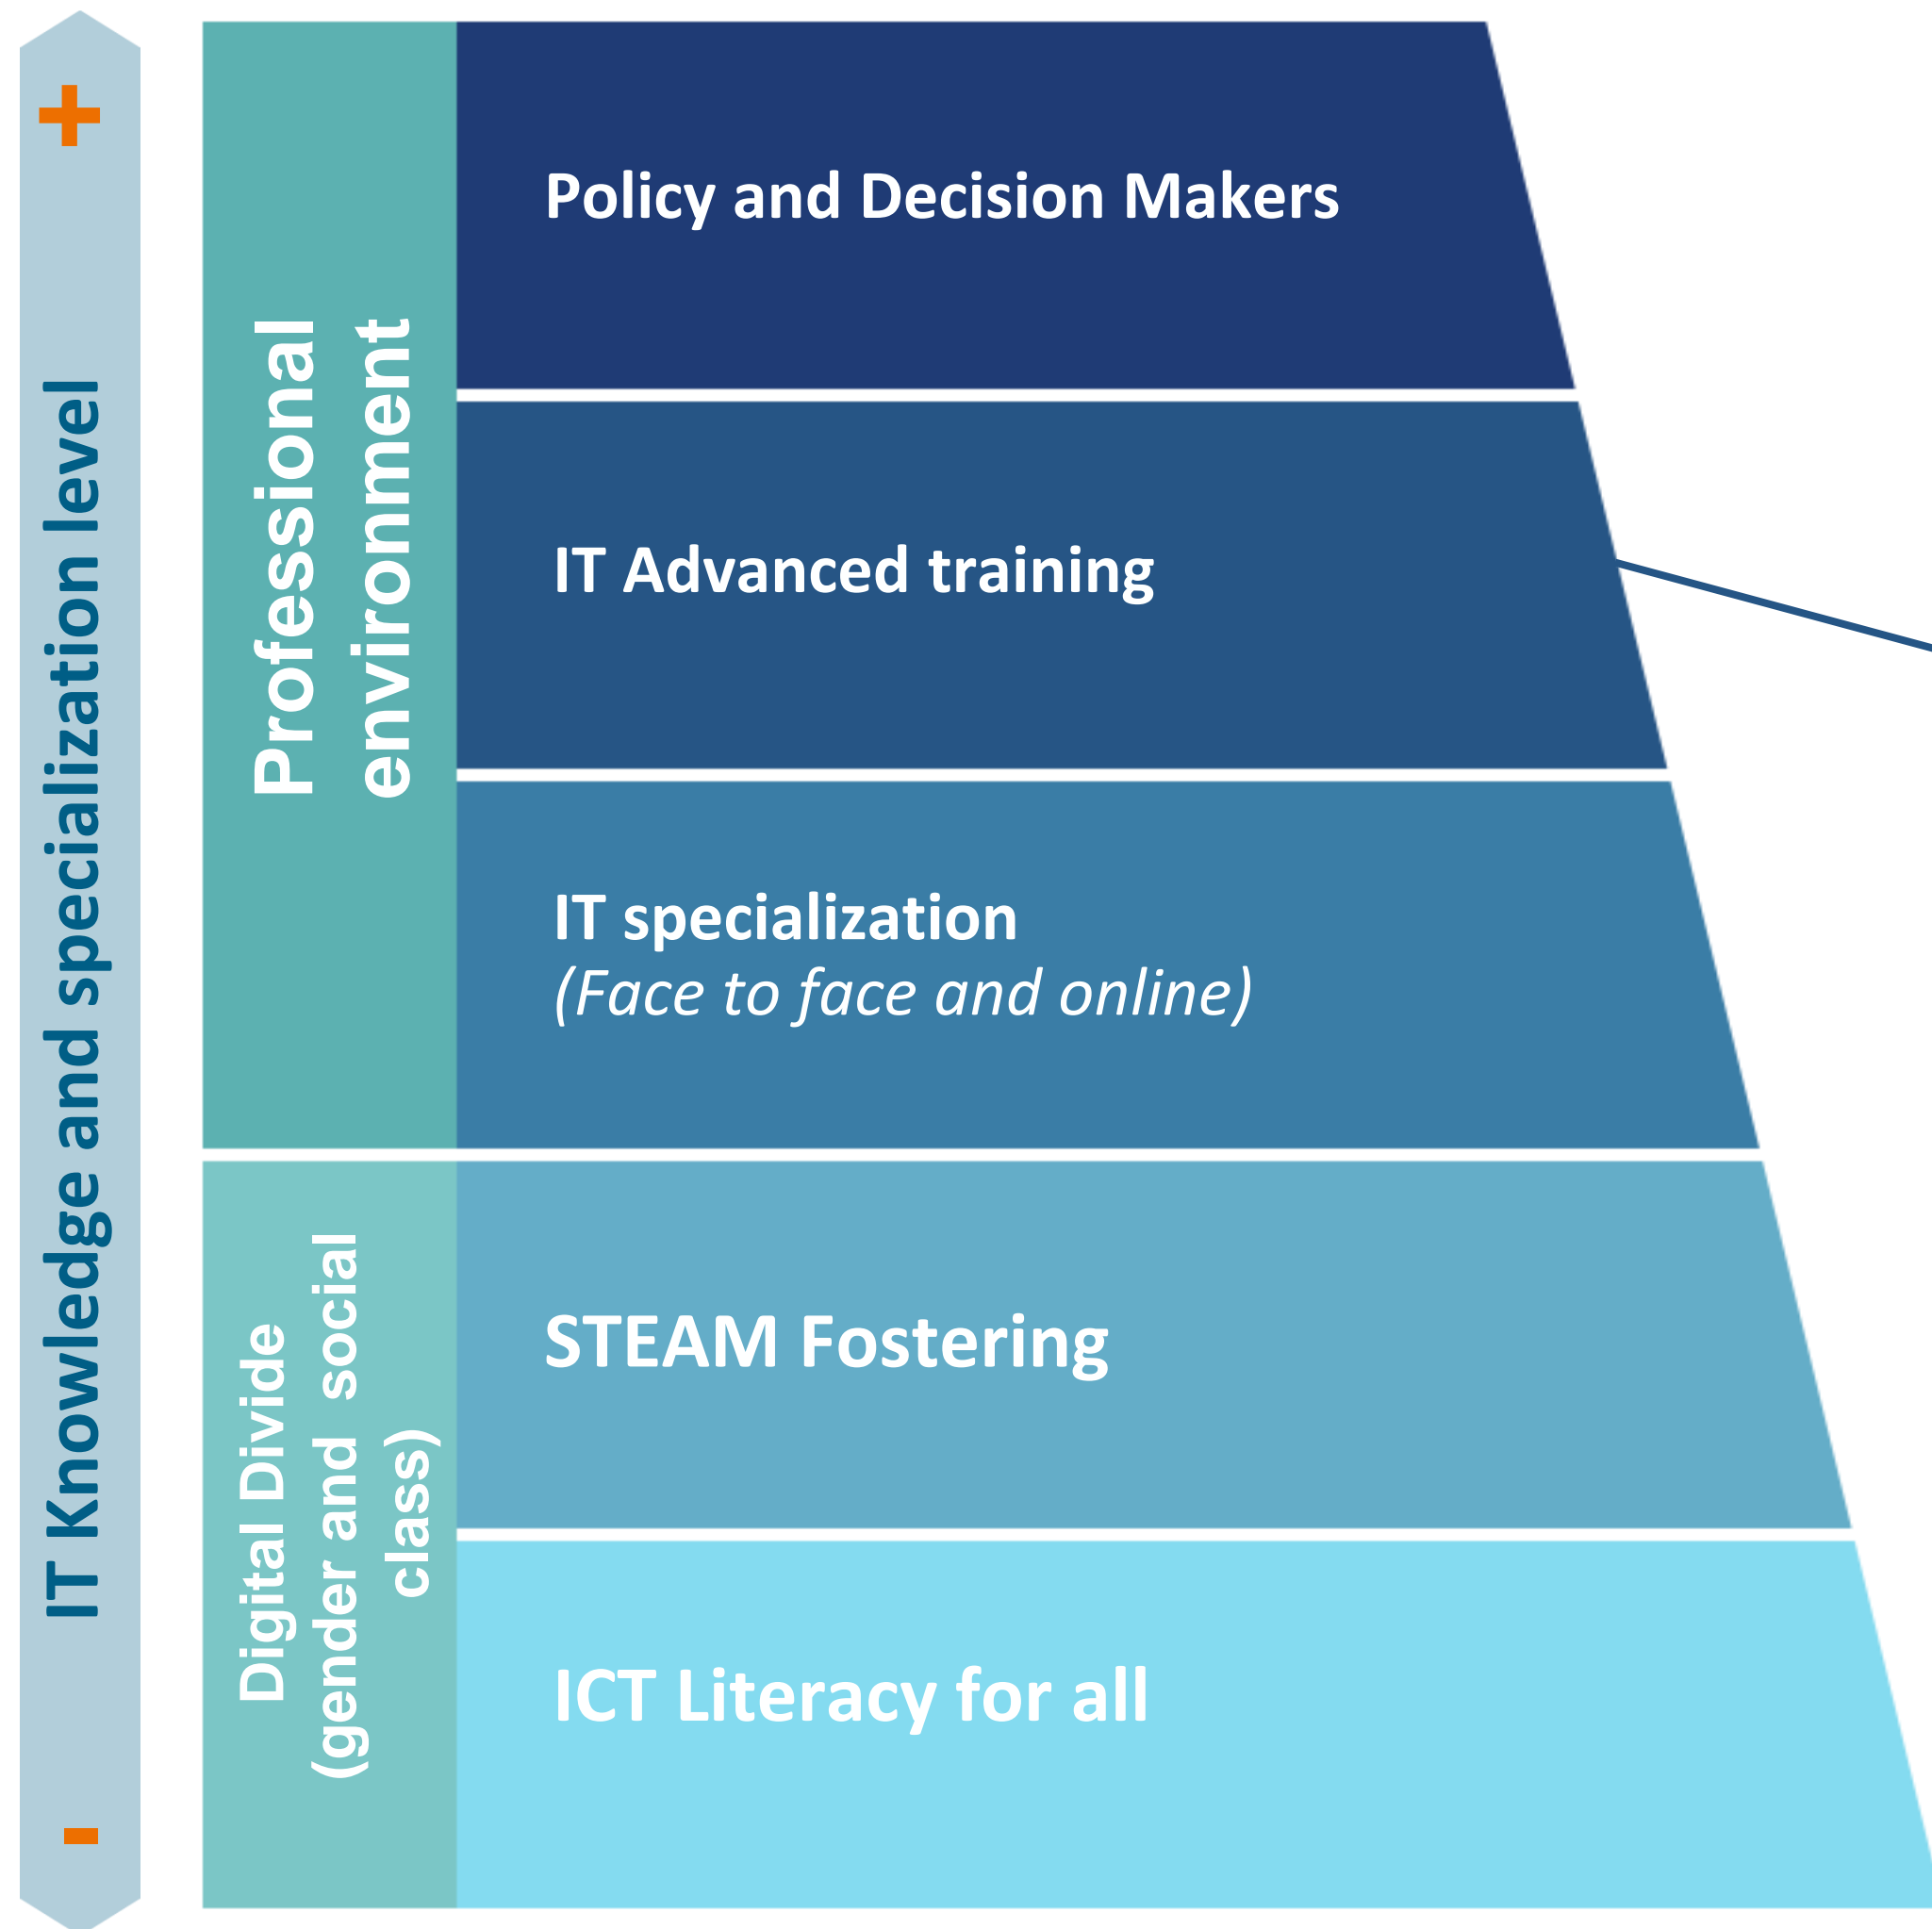 +
IT Knowledge and specialization level
-
Professional
environment
Digital Divide
(gender and social
class)
Policy and Decision Makers
IT Advanced training
IT specialization
(Face to face and online)
STEAM Fostering
ICT Literacy for all